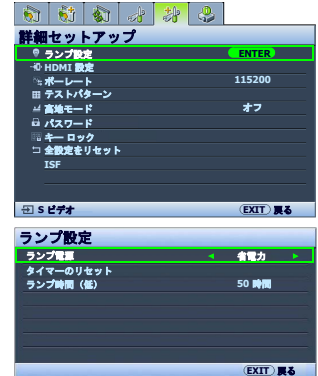 詳細セットアップ
ランプ設定 ENTER
HDMI 設定
ボーレート 115200
テストパターン
高地モード オフ
パスワード
キー ロック
全設定をリセット
ISF
S ビデオ EXIT 戻る
ランプ設定
ランプ電源 省電力
タイマーのリセット
ランプ時間（低） 50 時間
EXIT 戻る